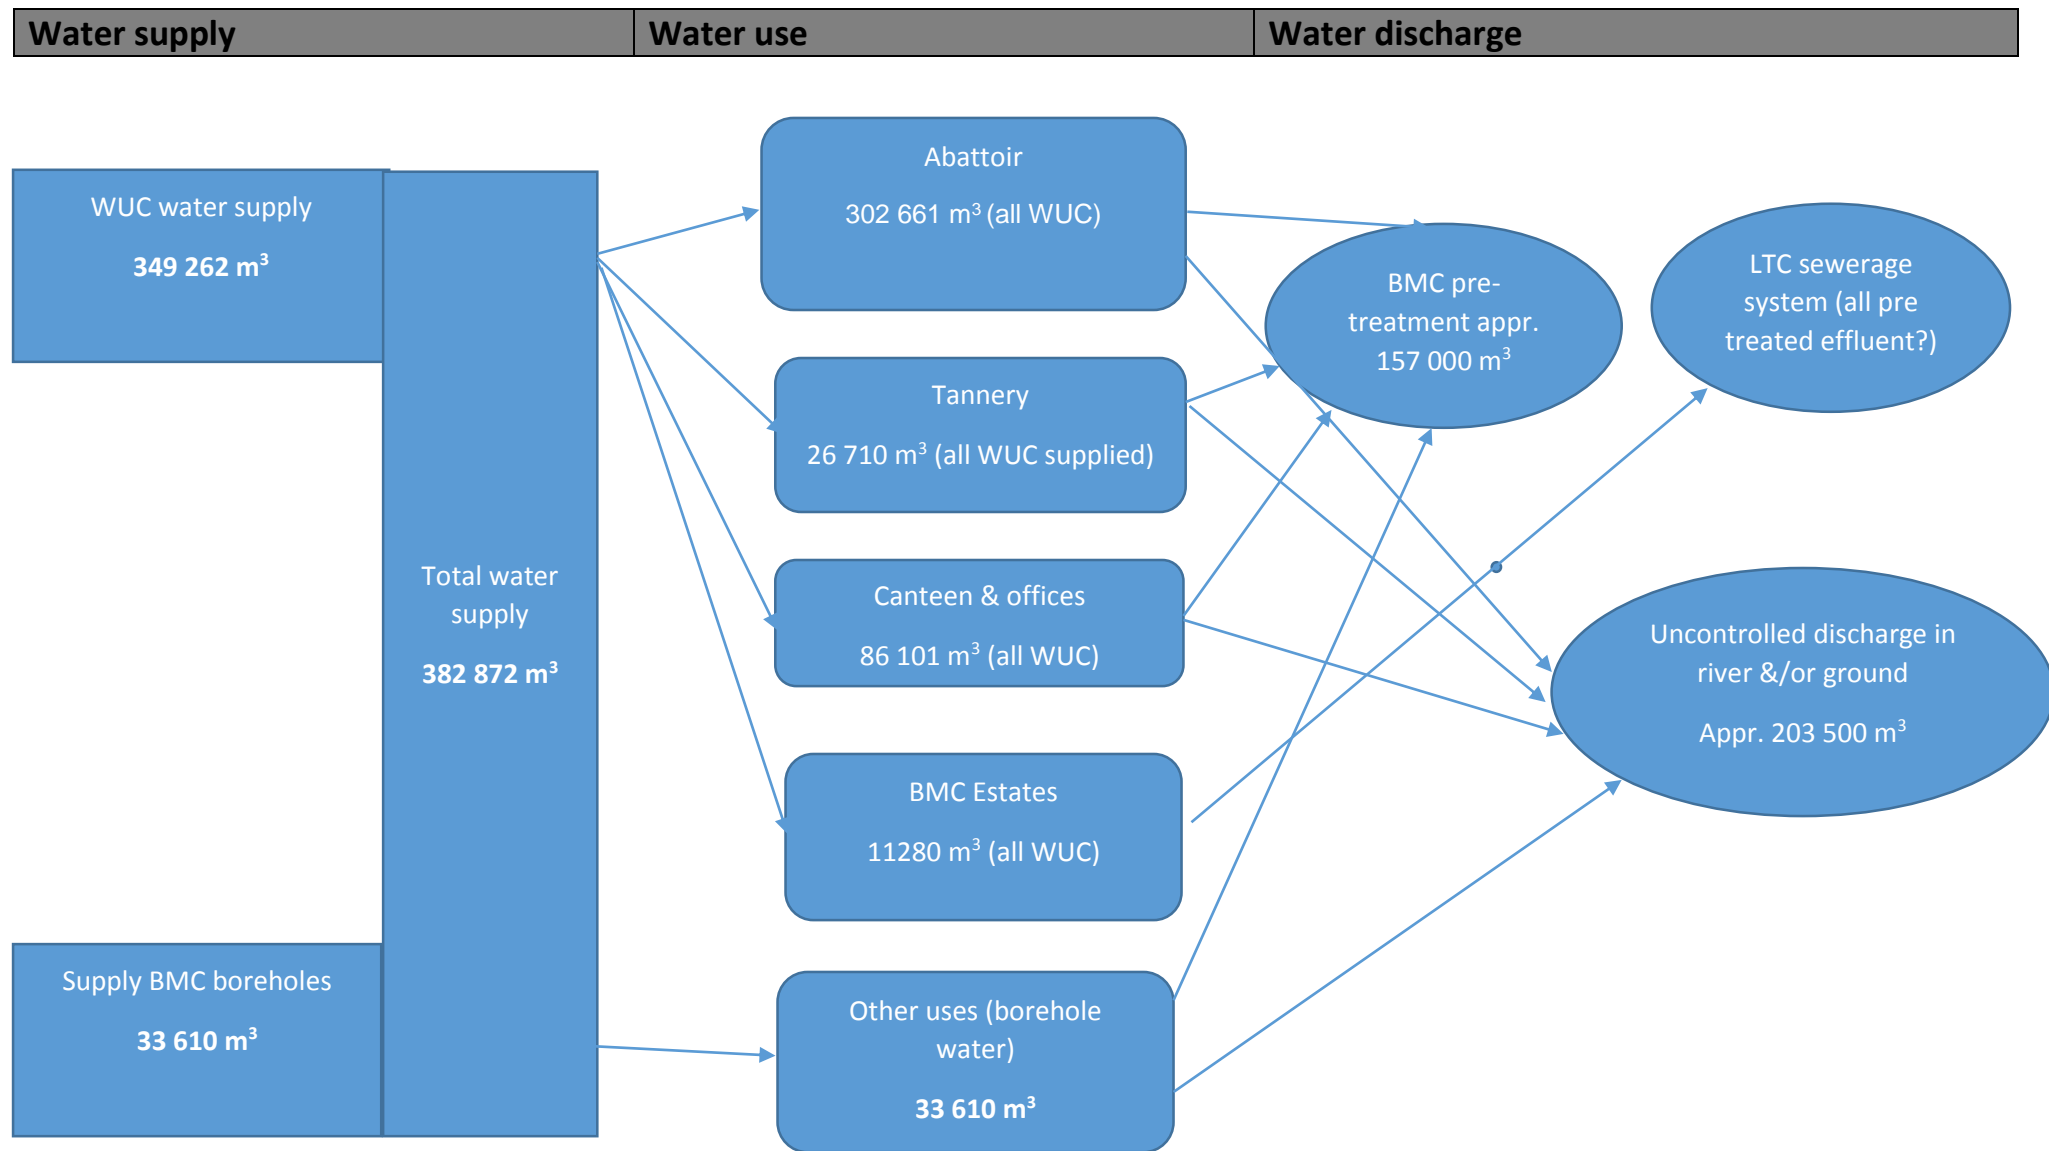 Water supply
Water use
Water discharge
WUC water supply
349 262 m³
Total water
supply
382 872 m³
Supply BMC boreholes
33 610 m³
Abattoir
302 661 m³ (all WUC)
Tannery
26 710 m³ (all WUC supplied)
Canteen & offices
86 101 m³ (all WUC)
BMC Estates
11280 m³ (all WUC)
Other uses (borehole
water)
33 610 m³
BMC pre-
treatment appr.
157 000 m³
LTC sewerage
system (all pre
treated effluent?)
Uncontrolled discharge in
river &/or ground
Appr. 203 500 m³